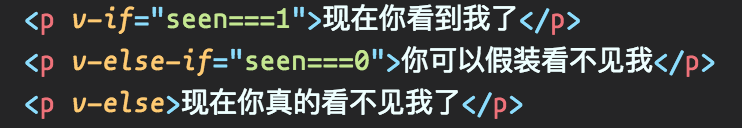 <p v-if="seen===1">现在你看到我了</p>
<p v-else-if="seen===0">你可以假装看不见我</p>
<p v-else>现在你真的看不见我了</p>